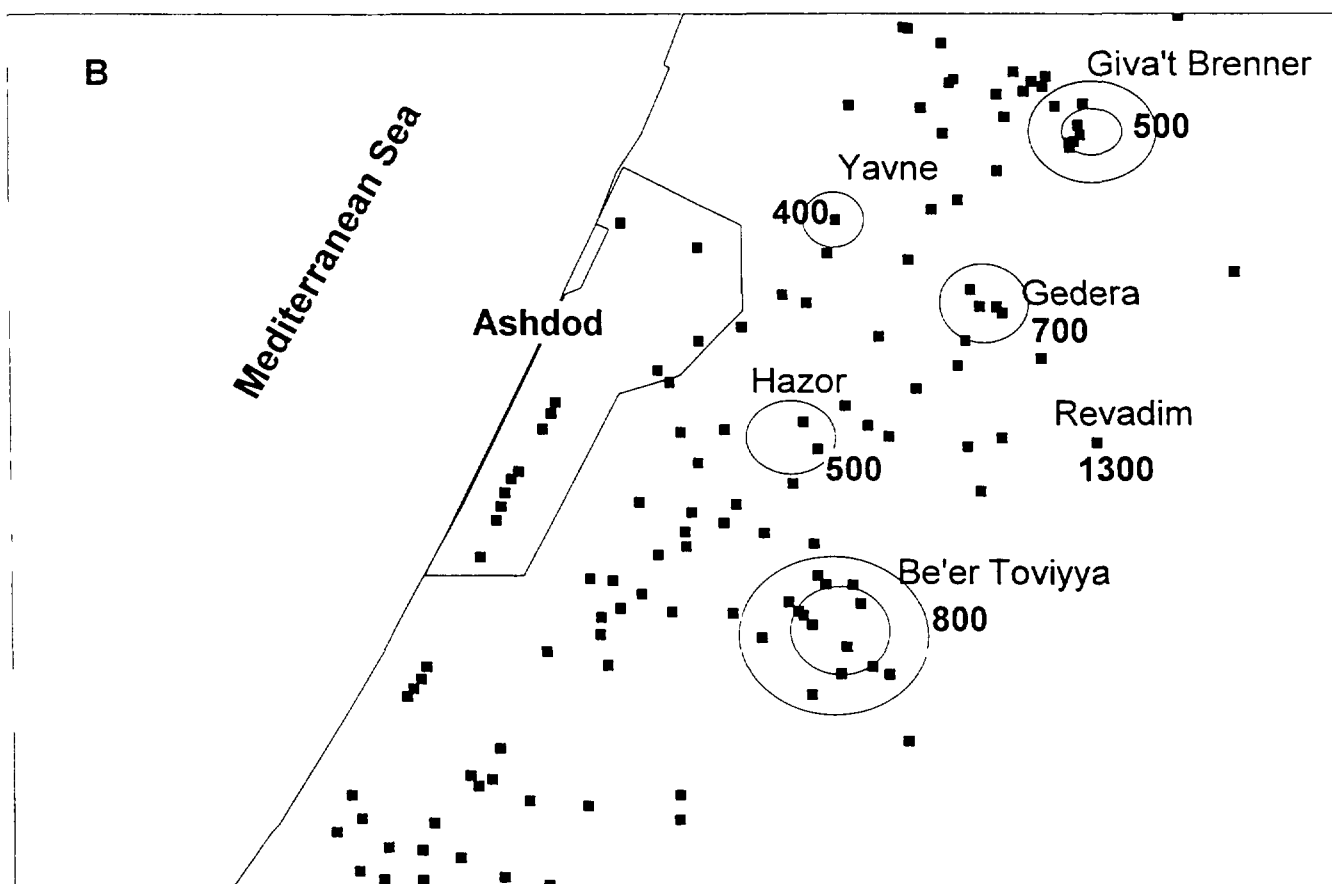 B
Mediterranean Sea
Giva't Brenner
500
Yavne
400
Gedera
700
Ashdod
Hazor
500
Revadim
1300
Be'er Toviyya
800